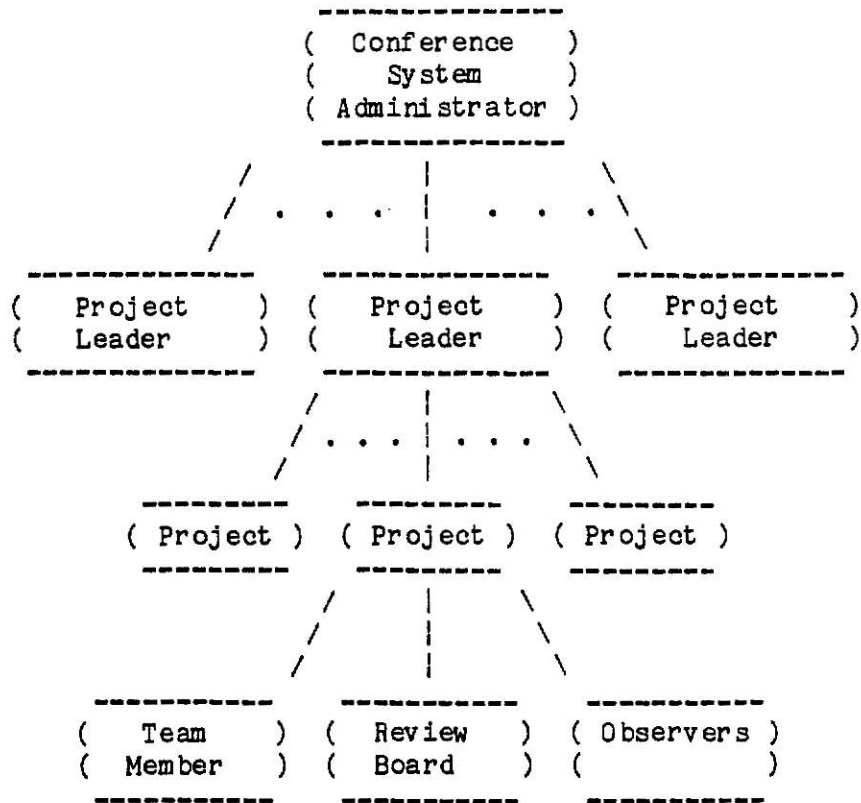 ( Conference )
( System
( Administrator )
. . . . . .
( Project ) ( Project ) ( Project )
( Leader ) ( Leader ) ( Leader )
. . . . . .
( Project ) ( Project ) ( Project )
( Team ) ( Review ) ( Observers )
( Member ) ( Board ) ( )